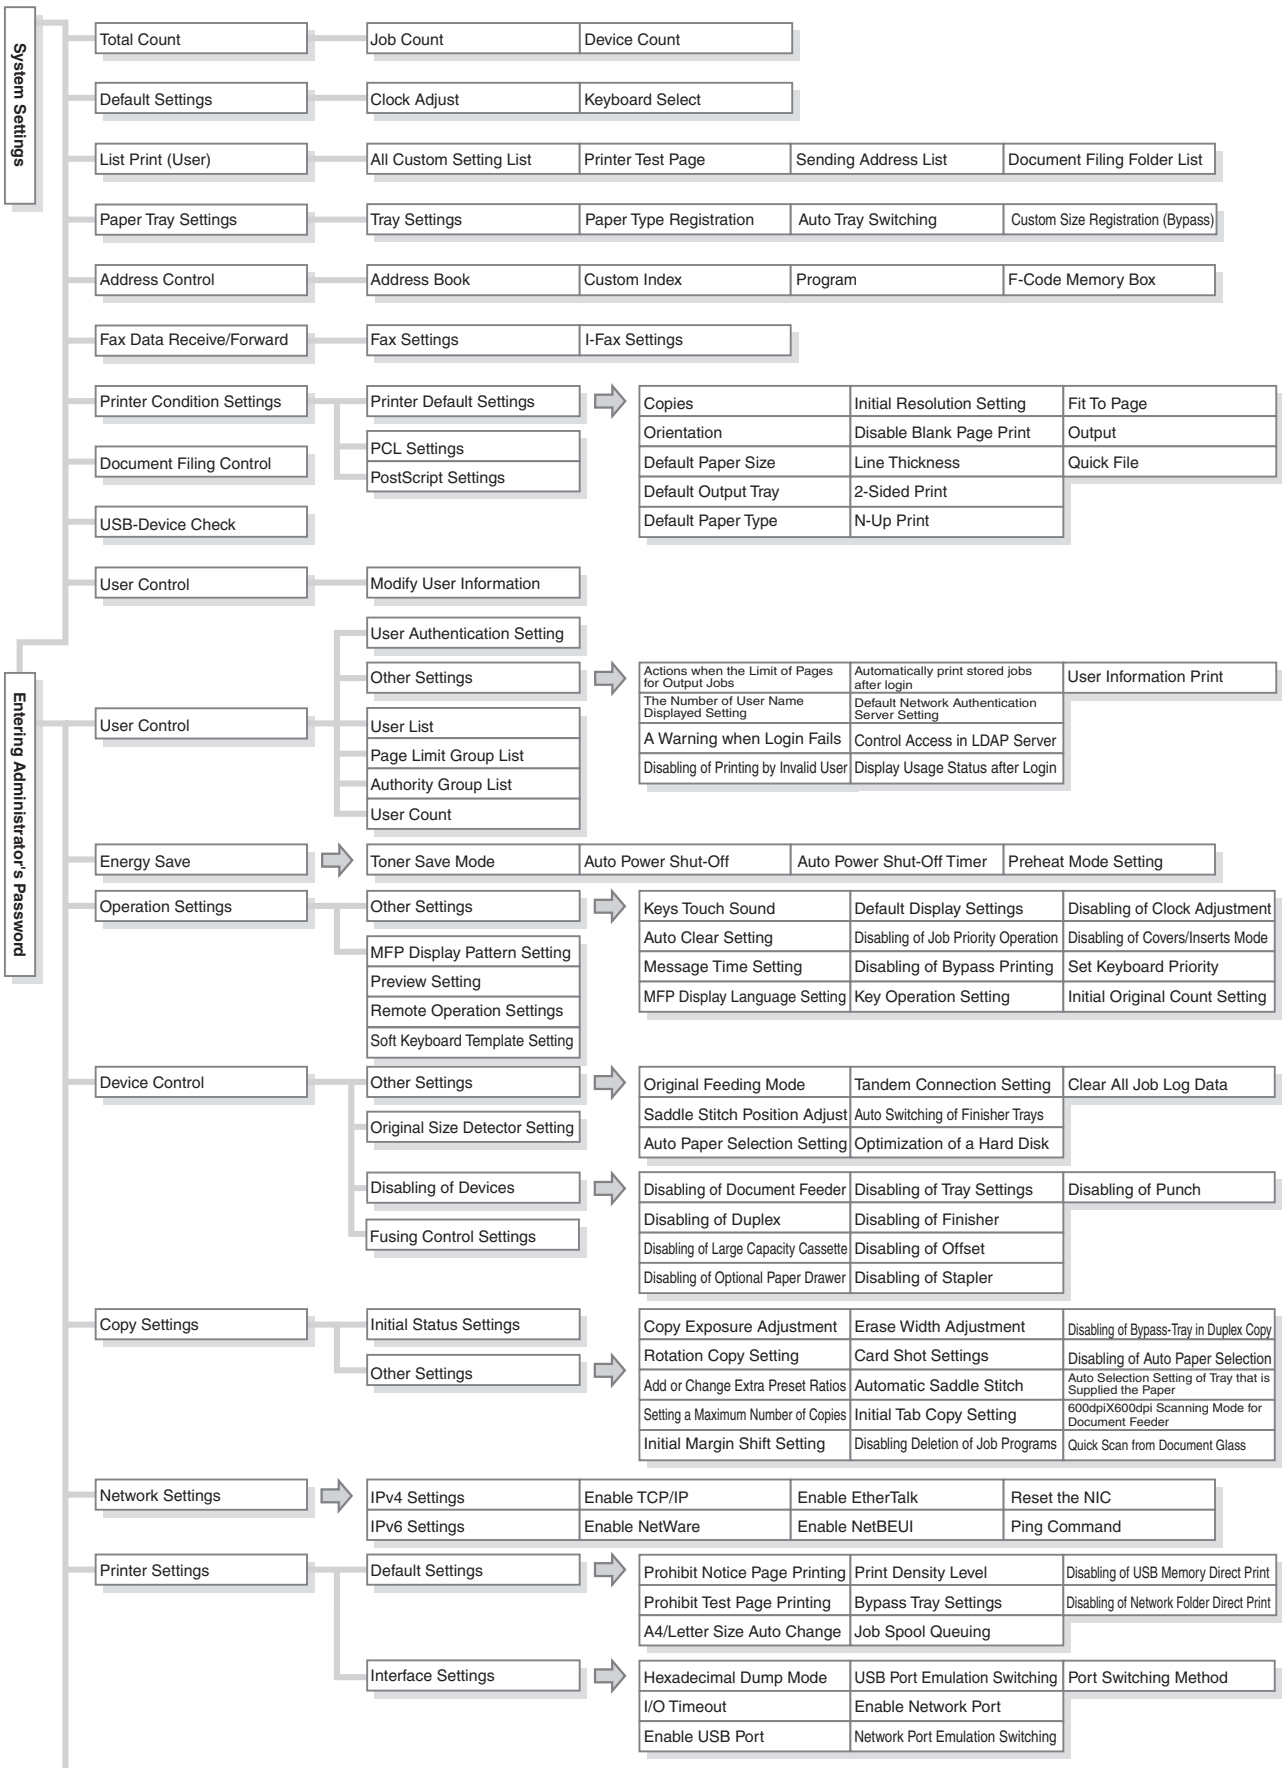 System Settings
Total Count
Job Count
Device Count
Default Settings
Clock Adjust
Keyboard Select
List Print (User)
All Custom Setting List
Printer Test Page
Sending Address List
Document Filing Folder List
Paper Tray Settings
Tray Settings
Paper Type Registration
Auto Tray Switching
Custom Size Registration (Bypass)
Address Control
Address Book
Custom Index
Program
F-Code Memory Box
Fax Data Receive/Forward
Fax Settings
I-Fax Settings
Printer Condition Settings
Printer Default Settings
Copies
Initial Resolution Setting
Fit To Page
Orientation
Disable Blank Page Print
Output
Default Paper Size
Line Thickness
Quick File
Default Output Tray
2-Sided Print
Default Paper Type
N-Up Print
PCL Settings
PostScript Settings
Document Filing Control
USB-Device Check
User Control
Modify User Information
Entering Administrator's Password
User Control
User Authentication Setting
Other Settings
Actions when the Limit of Pages
for Output Jobs
Automatically print stored jobs
after login
User Information Print
The Number of User Name
Displayed Setting
Default Network Authentication
Server Setting
A Warning when Login Fails
Control Access in LDAP Server
Disabling of Printing by Invalid User
Display Usage Status after Login
User List
Page Limit Group List
Authority Group List
User Count
Energy Save
Toner Save Mode
Auto Power Shut-Off
Auto Power Shut-Off Timer
Preheat Mode Setting
Operation Settings
Other Settings
Keys Touch Sound
Default Display Settings
Disabling of Clock Adjustment
Auto Clear Setting
Disabling of Job Priority Operation
Disabling of Covers/Inserts Mode
Message Time Setting
Disabling of Bypass Printing
Set Keyboard Priority
MFP Display Language Setting
Key Operation Setting
Initial Original Count Setting
MFP Display Pattern Setting
Preview Setting
Remote Operation Settings
Soft Keyboard Template Setting
Device Control
Other Settings
Original Feeding Mode
Tandem Connection Setting
Clear All Job Log Data
Saddle Stitch Position Adjust
Auto Switching of Finisher Trays
Auto Paper Selection Setting
Optimization of a Hard Disk
Original Size Detector Setting
Disabling of Devices
Disabling of Document Feeder
Disabling of Tray Settings
Disabling of Punch
Disabling of Duplex
Disabling of Finisher
Disabling of Large Capacity Cassette
Disabling of Offset
Disabling of Optional Paper Drawer
Disabling of Stapler
Fusing Control Settings
Copy Settings
Initial Status Settings
Other Settings
Copy Exposure Adjustment
Erase Width Adjustment
Disabling of Bypass-Tray in Duplex Copy
Rotation Copy Setting
Card Shot Settings
Disabling of Auto Paper Selection
Add or Change Extra Preset Ratios
Automatic Saddle Stitch
Auto Selection Setting of Tray that is
Supplied the Paper
Setting a Maximum Number of Copies
Initial Tab Copy Setting
600dpiX600dpi Scanning Mode for
Document Feeder
Initial Margin Shift Setting
Disabling Deletion of Job Programs
Quick Scan from Document Glass
Network Settings
IPv4 Settings
Enable TCP/IP
Enable EtherTalk
Reset the NIC
IPv6 Settings
Enable NetWare
Enable NetBEUI
Ping Command
Printer Settings
Default Settings
Prohibit Notice Page Printing
Print Density Level
Disabling of USB Memory Direct Print
Prohibit Test Page Printing
Bypass Tray Settings
Disabling of Network Folder Direct Print
A4/Letter Size Auto Change
Job Spool Queuing
Interface Settings
Hexadecimal Dump Mode
USB Port Emulation Switching
Port Switching Method
I/O Timeout
Enable Network Port
Enable USB Port
Network Port Emulation Switching